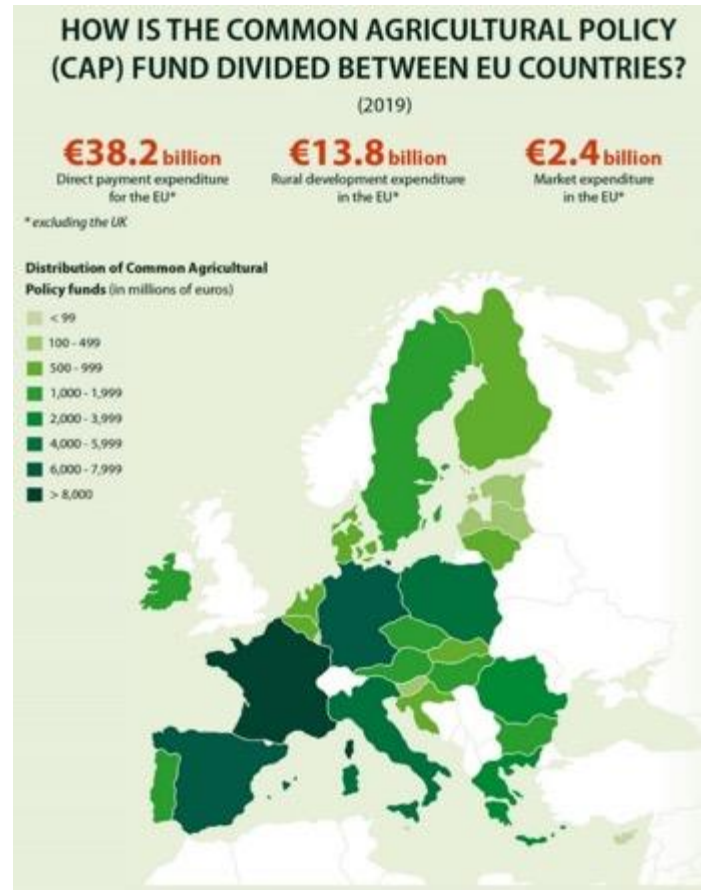 HOW IS THE COMMON AGRICULTURAL POLICY
(CAP) FUND DIVIDED BETWEEN EU COUNTRIES?
(2019)
€38.2 billion
Direct payment expenditure
for the EU*
€13.8 billion
Rural development expenditure
in the EU*
€2.4 billion
Market expenditure
in the EU*
* excluding the UK
Distribution of Common Agricultural
Policy funds (in millions of euros)
< 99
100 - 499
500 - 999
1,000 - 1,999
2,000 - 3,999
4,000 - 5,999
6,000 - 7,999
> 8,000